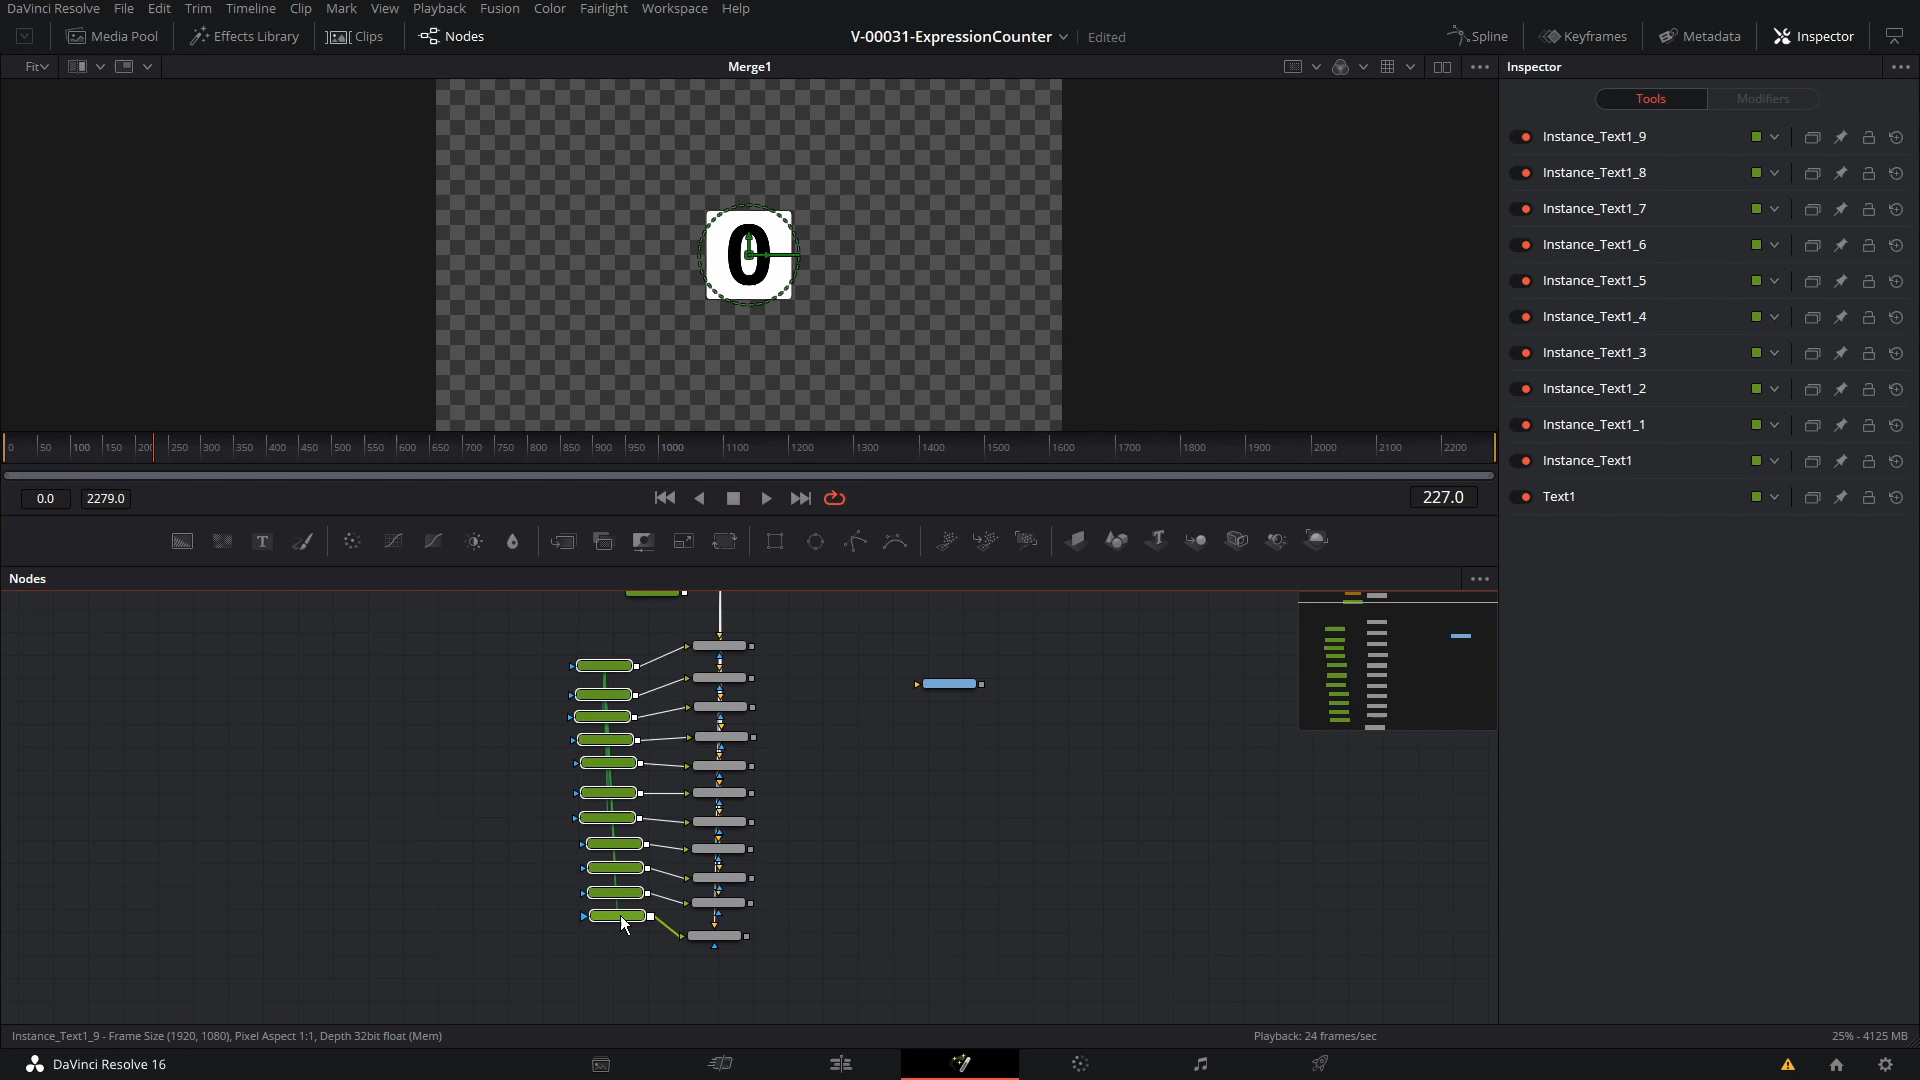 DaVinci Resolve File Edit Trim Timeline Clip Mark View Playback Fusion Color Fairlight Workspace Help
Media Pool Effects Library Clips Nodes V-00031-ExpressionCounter Edited Spline Keyframes Metadata Inspector
Fit Merge1 Inspector
Tools Modifiers
Instance_Text1_9
Instance_Text1_8
Instance_Text1_7
0
Instance_Text1_6
Instance_Text1_5
Instance_Text1_4
Instance_Text1_3
Instance_Text1_2
Instance_Text1_1
0 50 100 150 200 250 300 350 400 450 500 550 600 650 700 750 800 850 900 950 1000 1100 1200 1300 1400 1500 1600 1700 1800 1900 2000 2100 2200
Instance_Text1
0.0 2279.0 227.0 Text1
Nodes
Instance_Text1_9 - Frame Size (1920, 1080), Pixel Aspect 1:1, Depth 32bit float (Mem) Playback: 24 frames/sec 25% - 4125 MB
DaVinci Resolve 16